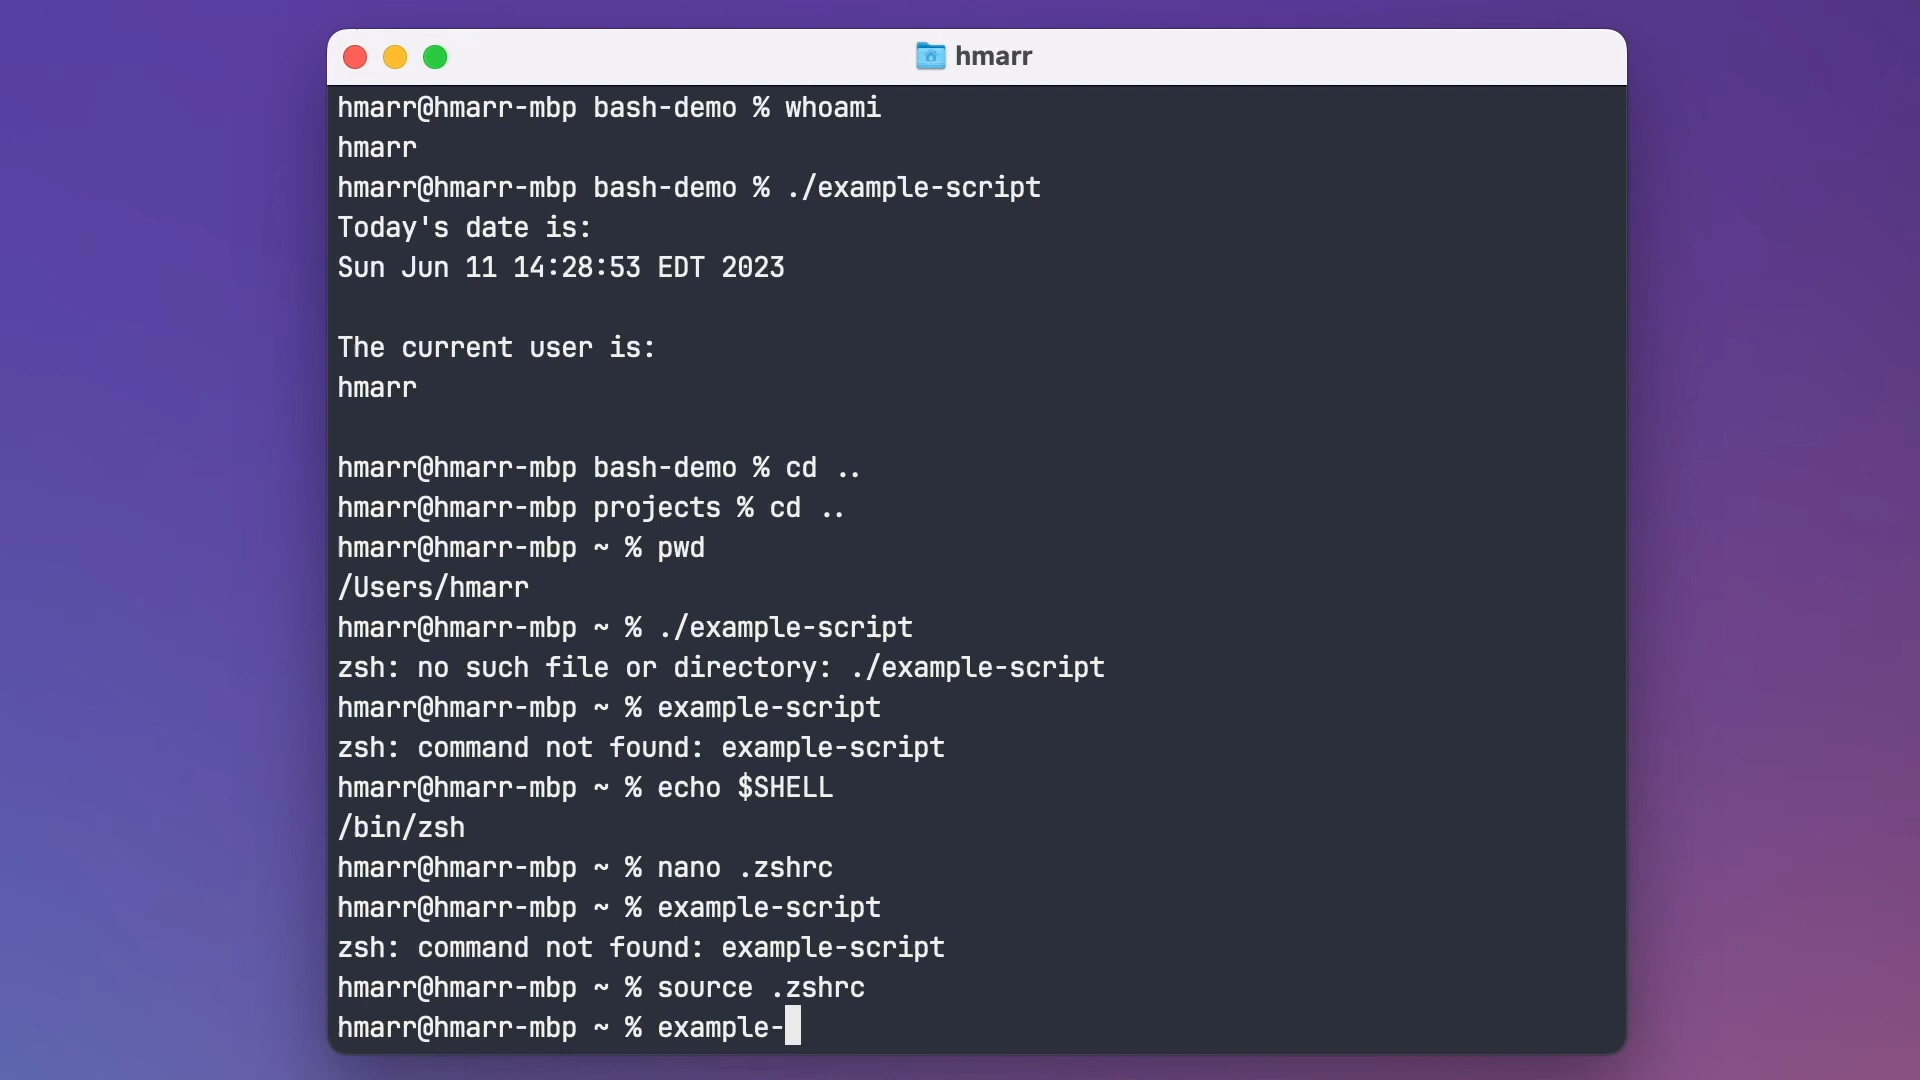 hmarr
hmarr@hmarr-mbp bash-demo % whoami
hmarr
hmarr@hmarr-mbp bash-demo % ./example-script
Today's date is:
Sun Jun 11 14:28:53 EDT 2023
The current user is:
hmarr
hmarr@hmarr-mbp bash-demo % cd ..
hmarr@hmarr-mbp projects % cd ..
hmarr@hmarr-mbp ~ % pwd
/Users/hmarr
hmarr@hmarr-mbp ~ % ./example-script
zsh: no such file or directory: ./example-script
hmarr@hmarr-mbp ~ % example-script
zsh: command not found: example-script
hmarr@hmarr-mbp ~ % echo $SHELL
/bin/zsh
hmarr@hmarr-mbp ~ % nano .zshrc
hmarr@hmarr-mbp ~ % example-script
zsh: command not found: example-script
hmarr@hmarr-mbp ~ % source .zshrc
hmarr@hmarr-mbp ~ % example-